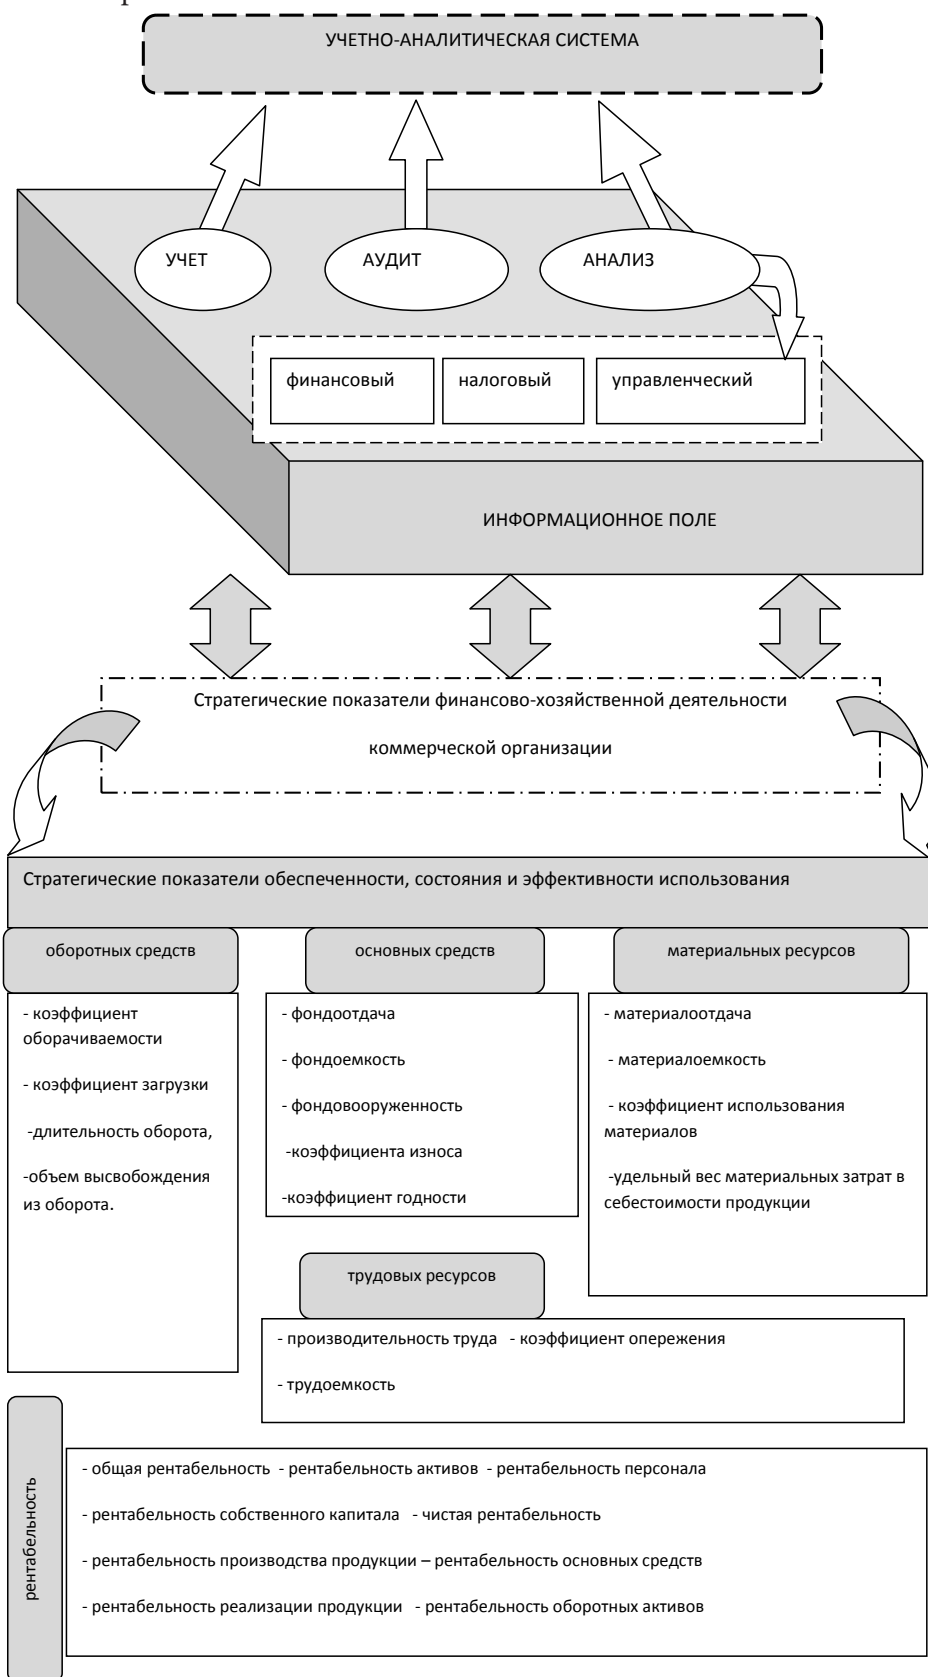 УЧЕТНО-АНАЛИТИЧЕСКАЯ СИСТЕМА
УЧЕТ
АУДИТ
АНАЛИЗ
финансовый
налоговый
управленческий
ИНФОРМАЦИОННОЕ ПОЛЕ
Стратегические показатели финансово-хозяйственной деятельности
коммерческой организации
Стратегические показатели обеспеченности, состояния и эффективности использования
оборотных средств
- коэффициент
оборачиваемости
- коэффициент загрузки
-длительность оборота,
-объем высвобождения
из оборота.
основных средств
- фондоотдача
- фондоемкость
- фондовооруженность
-коэффициента износа
-коэффициент годности
материальных ресурсов
- материалоотдача
- материалоемкость
- коэффициент использования
материалов
-удельный вес материальных затрат в
себестоимости продукции
трудовых ресурсов
- производительность труда - коэффициент опережения
- трудоемкость
рентабельность
- общая рентабельность - рентабельность активов - рентабельность персонала
- рентабельность собственного капитала - чистая рентабельность
- рентабельность производства продукции – рентабельность основных средств
- рентабельность реализации продукции - рентабельность оборотных активов